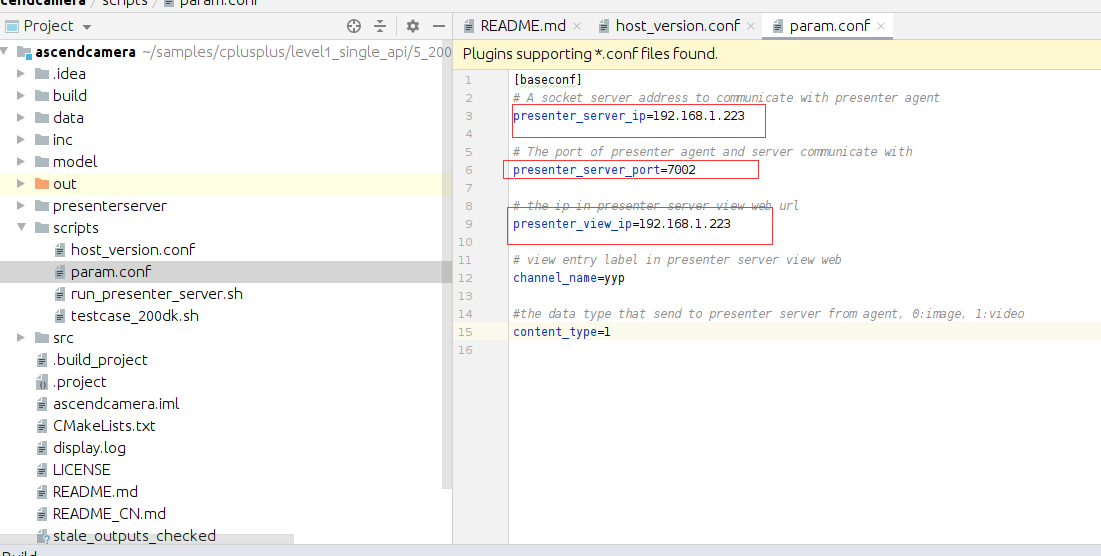 ascendcamera / scripts / param.conf
Project
README.md
host_version.conf
param.conf
ascendcamera ~/samples/cplusplus/level1_single_api/5_200
.idea
build
data
inc
model
out
presenterserver
scripts
host_version.conf
param.conf
run_presenter_server.sh
testcase_200dk.sh
src
.build_project
.project
ascendcamera.iml
CMakeLists.txt
display.log
LICENSE
README.md
README_CN.md
stale_outputs_checked
Plugins supporting *.conf files found.
1 [baseconf]
2 # A socket server address to communicate with presenter agent
3 presenter_server_ip=192.168.1.223
4
5 # The port of presenter agent and server communicate with
6 presenter_server_port=7002
7
8 # the ip in presenter server view web url
9 presenter_view_ip=192.168.1.223
10
11 # view entry label in presenter server view web
12 channel_name=yyp
13
14 #the data type that send to presenter server from agent, 0:image, 1:video
15 content_type=1
16
Build